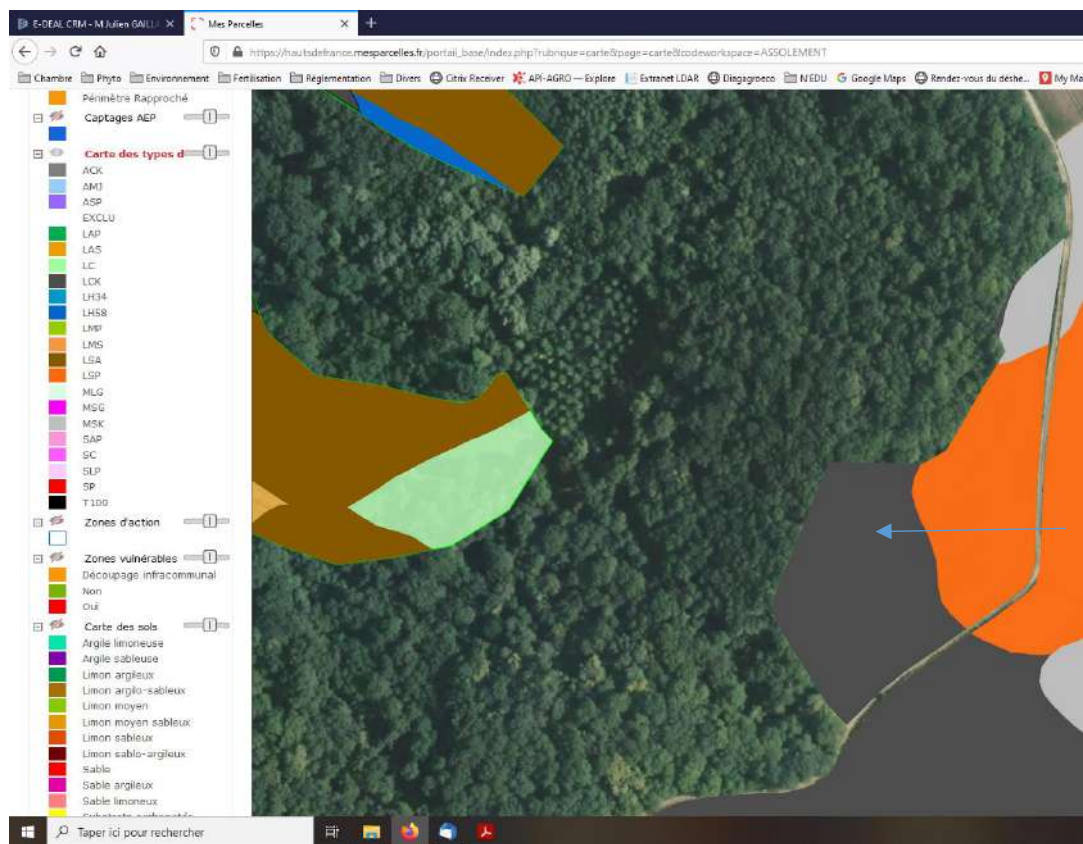 E-DEAL CRM - M Julien GAILL
Mes Parcelles
https://hautsdefrance.mesparcelles.fr/portail_base/index.php?rubrique=carte&page=carte&codeworkspace=ASSOLEMENT
Chambre Phyto Environnement Fertilisation Réglementation Divers Citrix Receiver API-AGRO — Explore Extranet LDAR Diagagroeco N'EDU Google Maps Rendez-vous du déshe... My Ma
Périmètre Rapproché
Captages AEP
Carte des types d
ACK
AMJ
ASP
EXCLU
LAP
LAS
LC
LCK
LH34
LH58
LMP
LMS
LSA
LSP
MLG
MSG
MSK
SAP
SC
SLP
SP
T100
Zones d'action
Zones vulnérables
Découpage infracommunal
Non
Oui
Carte des sols
Argile limoneuse
Argile sableuse
Limon argileux
Limon argilo-sableux
Limon moyen
Limon moyen sableux
Limon sableux
Limon sablo-argileux
Sable
Sable argileux
Sable limoneux
Taper ici pour rechercher